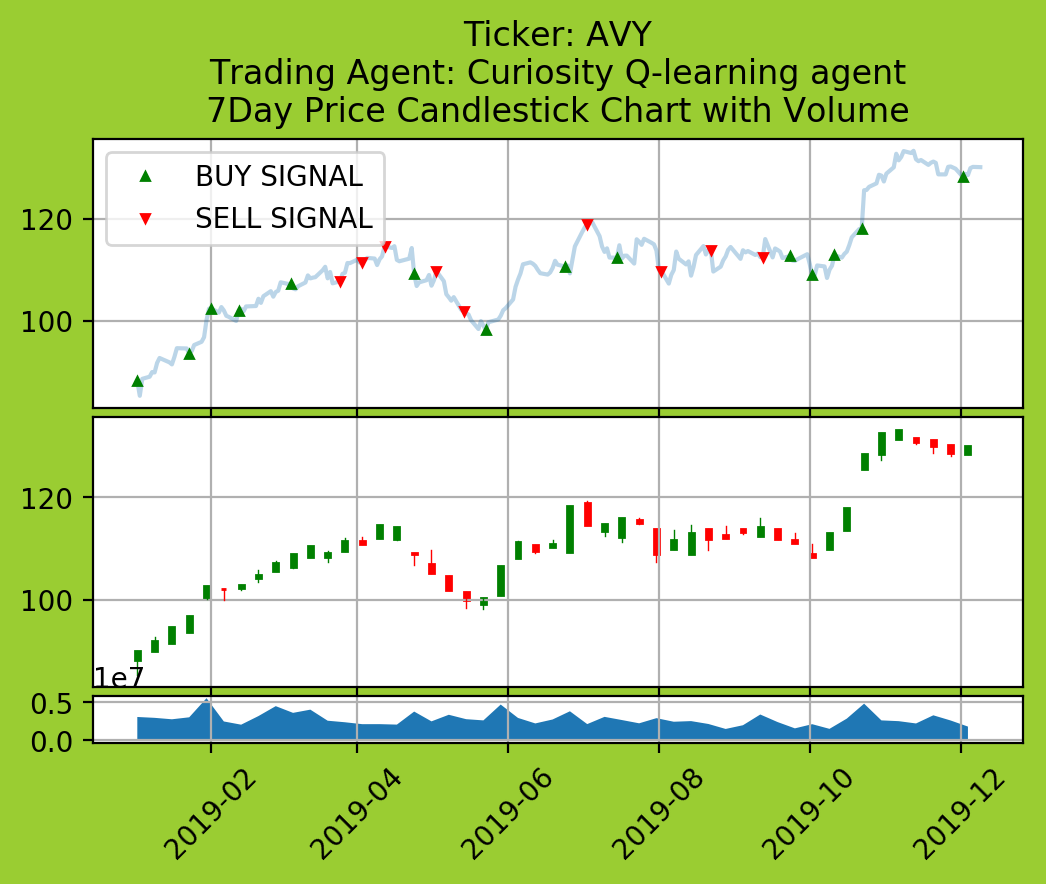 Ticker: AVY
Trading Agent: Curiosity Q-learning agent
7Day Price Candlestick Chart with Volume
BUY SIGNAL
SELL SIGNAL
120
100
120
100
1e7
0.5
0.0
2019-02
2019-04
2019-06
2019-08
2019-10
2019-12